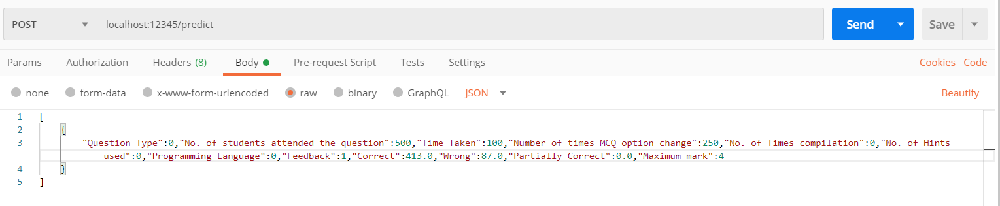 POST localhost:12345/predict Send Save
Params Authorization Headers (8) Body Pre-request Script Tests Settings Cookies Code
none form-data x-www-form-urlencoded raw binary GraphQL JSON Beautify
1 [
2 {
3 "Question Type":0,"No. of students attended the question":500,"Time Taken":100,"Number of times MCQ option change":250,"No. of Times compilation":0,"No. of Hints
used":0,"Programming Language":0,"Feedback":1,"Correct":413.0,"Wrong":87.0,"Partially Correct":0.0,"Maximum mark":4
4 }
5 ]